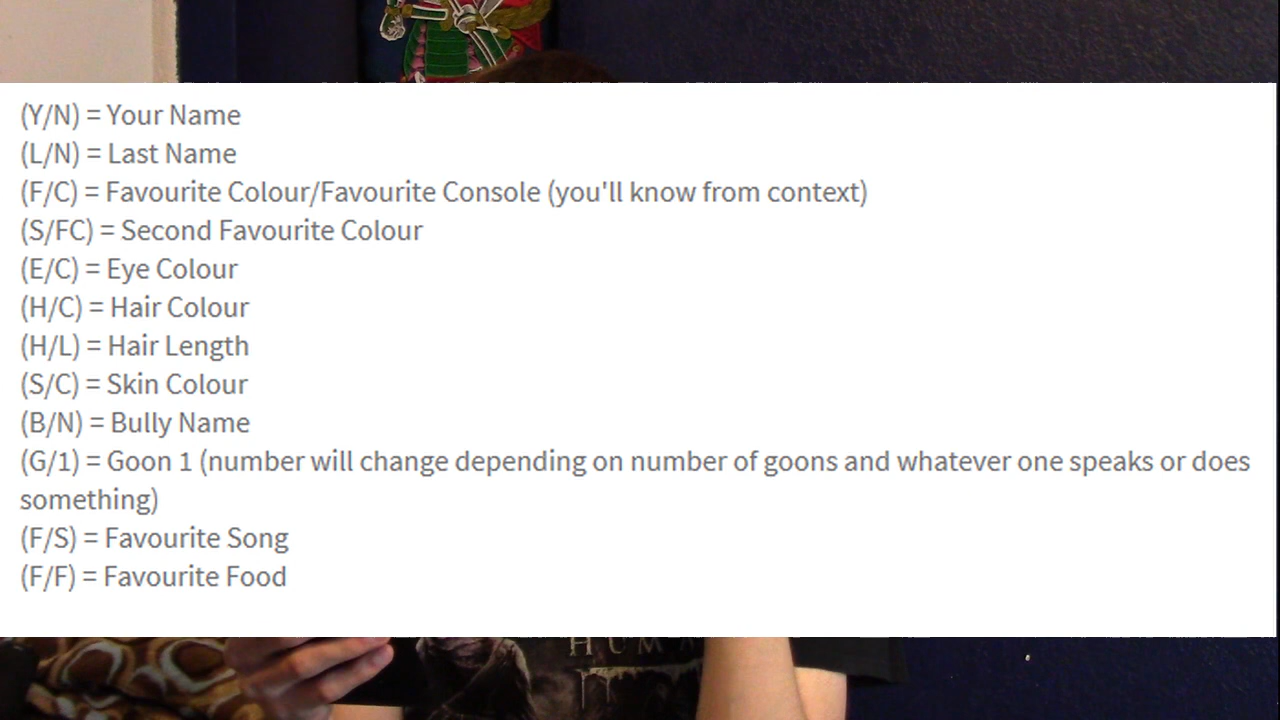 (Y/N) = Your Name
(L/N) = Last Name
(F/C) = Favourite Colour/Favourite Console (you'll know from context)
(S/FC) = Second Favourite Colour
(E/C) = Eye Colour
(H/C) = Hair Colour
(H/L) = Hair Length
(S/C) = Skin Colour
(B/N) = Bully Name
(G/1) = Goon 1 (number will change depending on number of goons and whatever one speaks or does
something)
(F/S) = Favourite Song
(F/F) = Favourite Food